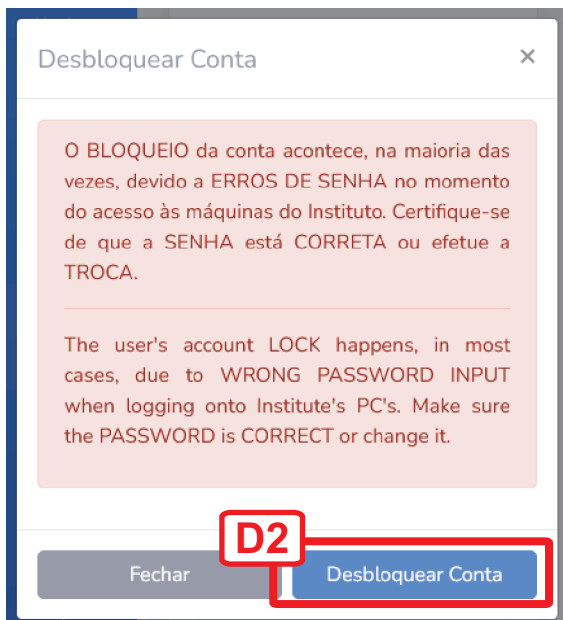 Desbloquear Conta
×
O BLOQUEIO da conta acontece, na maioria das
vezes, devido a ERROS DE SENHA no momento
do acesso às máquinas do Instituto. Certifique-se
de que a SENHA está CORRETA ou efetue a
TROCA.
The user's account LOCK happens, in most
cases, due to WRONG PASSWORD INPUT
when logging onto Institute's PC's. Make sure
the PASSWORD is CORRECT or change it.
D2
Fechar
Desbloquear Conta